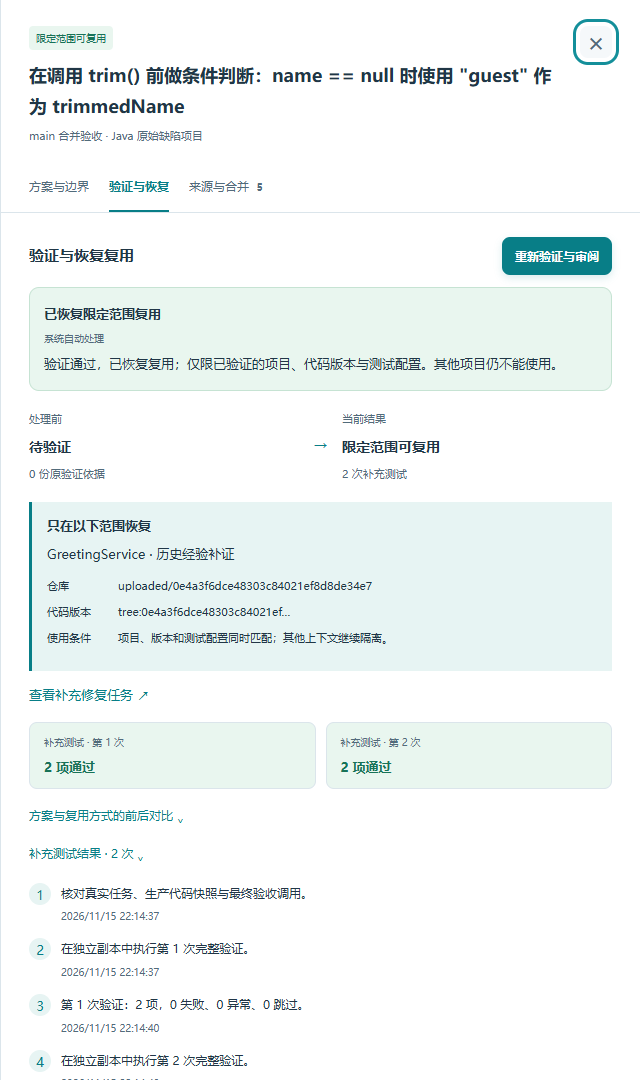 限定范围可复用
在调用 trim() 前做条件判断：name == null 时使用 "guest" 作
为 trimmedName
main 合并验收 · Java 原始缺陷项目
方案与边界 验证与恢复 来源与合并 5
验证与恢复复用
重新验证与审阅
已恢复限定范围复用
系统自动处理
验证通过，已恢复复用；仅限已验证的项目、代码版本与测试配置。其他项目仍不能使用。
处理前
待验证
0 份原验证依据
→
当前结果
限定范围可复用
2 次补充测试
只在以下范围恢复
GreetingService · 历史经验补证
仓库 uploaded/0e4a3f6dce48303c84021ef8d8de34e7
代码版本 tree:0e4a3f6dce48303c84021ef...
使用条件 项目、版本和测试配置同时匹配；其他上下文继续隔离。
查看补充修复任务 ↗
补充测试 · 第 1 次
2 项通过
补充测试 · 第 2 次
2 项通过
方案与复用方式的前后对比
补充测试结果 · 2 次
1 核对真实任务、生产代码快照与最终验收调用。
2026/11/15 22:14:37
2 在独立副本中执行第 1 次完整验证。
2026/11/15 22:14:37
3 第 1 次验证：2 项，0 失败、0 异常、0 跳过。
2026/11/15 22:14:40
4 在独立副本中执行第 2 次完整验证。